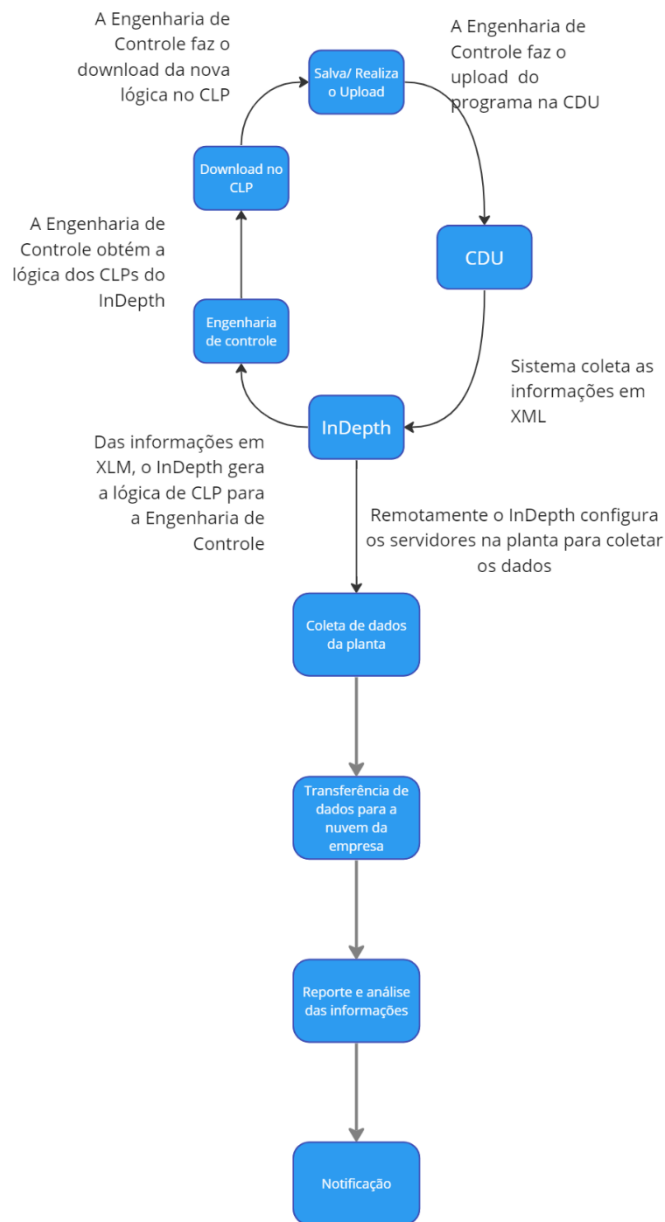 A Engenharia de
Controle faz o
download da nova
lógica no CLP
Salva/ Realiza
o Upload
A Engenharia de
Controle faz o
upload do
programa na CDU
Download no
CLP
A Engenharia de
Controle obtém a
lógica dos CLPs do
InDepth
CDU
Engenharia
de controle
Sistema coleta as
informações em
XML
InDepth
Das informações em
XLM, o InDepth gera
a lógica de CLP para
a Engenharia de
Controle
Remotamente o InDepth configura
os servidores na planta para coletar
os dados
Coleta de dados
da planta
Transferência de
dados para a
nuvem da
empresa
Reporte e análise
das informações
Notificação